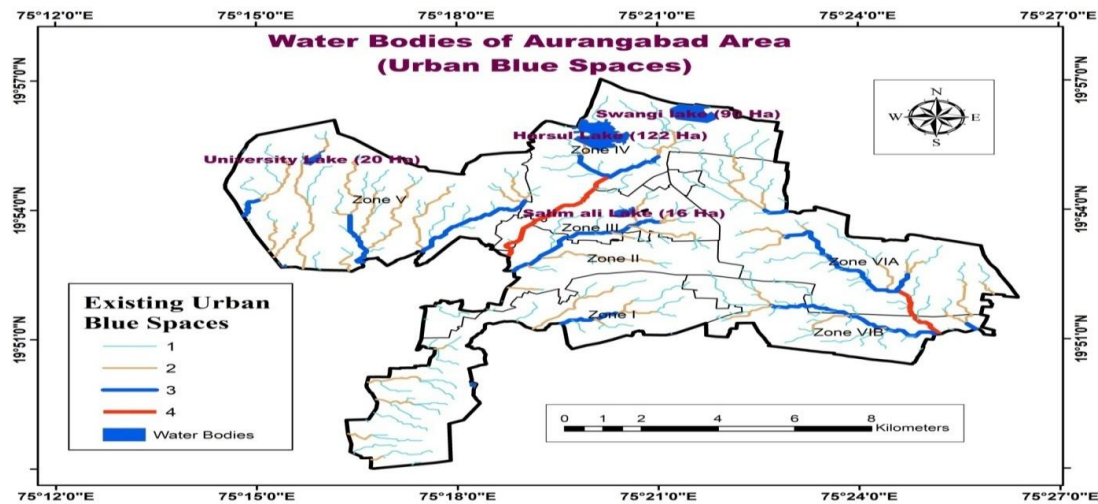 75°12'0"E 75°15'0"E 75°18'0"E 75°21'0"E 75°24'0"E 75°27'0"E
Water Bodies of Aurangabad Area
(Urban Blue Spaces)
19°57'0"N 19°57'0"N
N
W E
S
Swangi lake (9 Ha)
Harsul Lake (122 Ha)
Zone IV
University Lake (20 Ha)
Zone V
19°54'0"N 19°54'0"N
Salim ali Lake (16 Ha)
Zone III
Zone II
Zone VIA
Existing Urban
Blue Spaces
1
2
3
4
Water Bodies
Zone I
Zone VIB
19°51'0"N 19°51'0"N
0 1 2 4 6 8
Kilometers
75°12'0"E 75°15'0"E 75°18'0"E 75°21'0"E 75°24'0"E 75°27'0"E